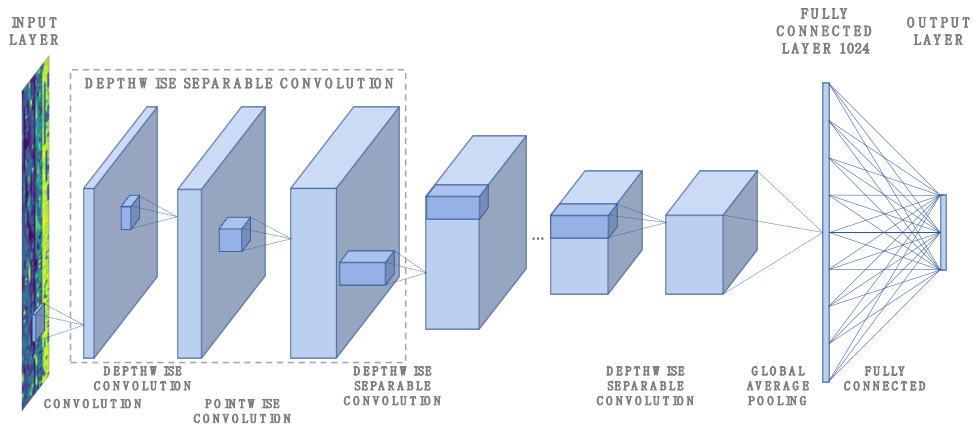 INPUT
LAYER
FULLY
CONNECTED
LAYER 1024
OUTPUT
LAYER
DEPTHWISE SEPARABLE CONVOLUTION
...
DEPTHWISE
CONVOLUTION
CONVOLUTION
POINTWISE
CONVOLUTION
DEPTHWISE
SEPARABLE
CONVOLUTION
DEPTHWISE
SEPARABLE
CONVOLUTION
GLOBAL
AVERAGE
POOLING
FULLY
CONNECTED